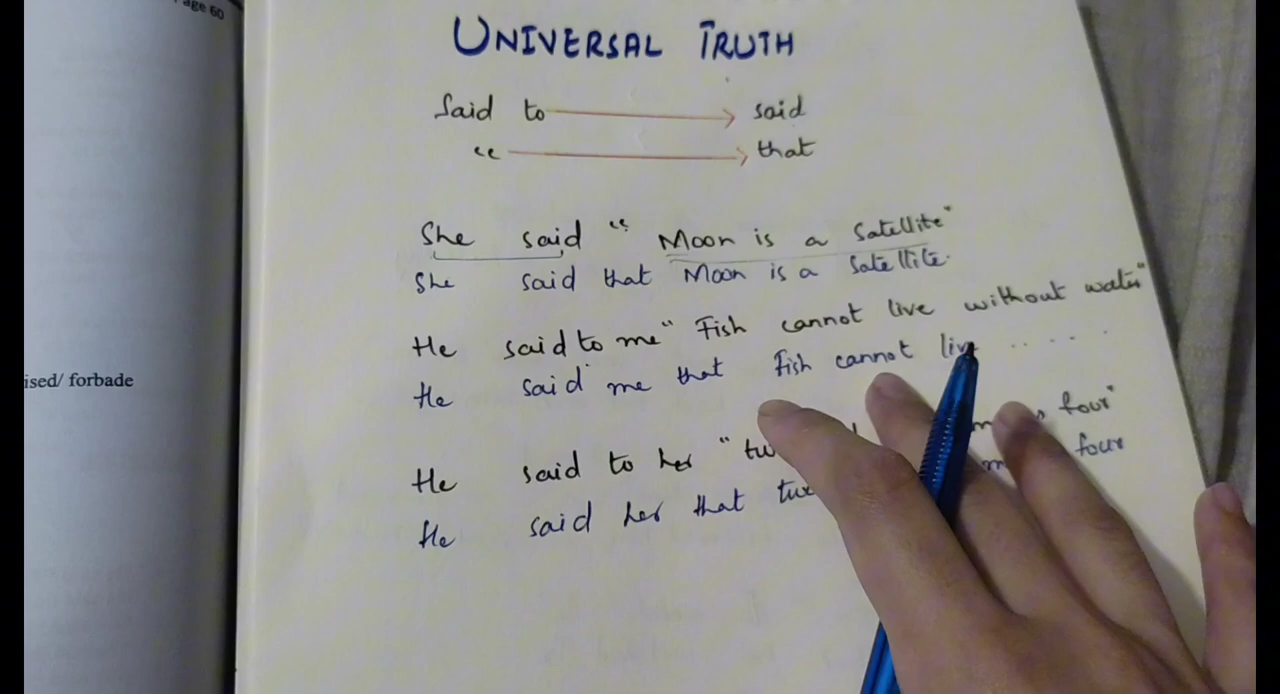 Page 60
ised/ forbade
UNIVERSAL TRUTH
Said to → said
“ → that
She said “ Moon is a Satellite"
She said that Moon is a Satellite.
He said to me “ Fish cannot live without water"
He said me that Fish cannot live .....
He said to her “ four"
He said her that four